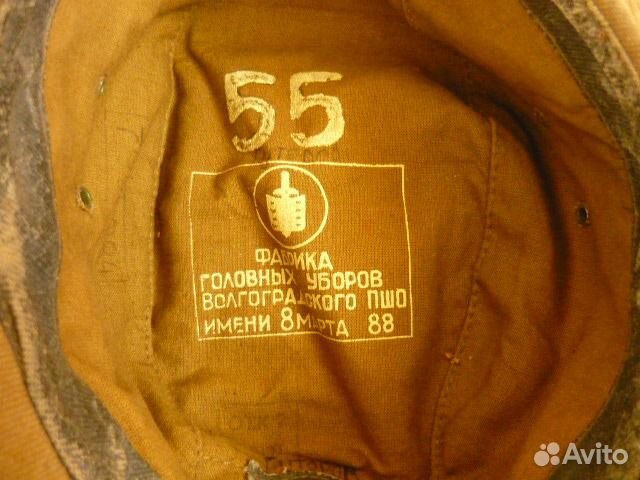 55
ФАБРИКА
ГОЛОВНЫХ УБОРОВ
ВОЛГОГРАДСКОГО ПШО
ИМЕНИ 8 МАРТА 88
Avito